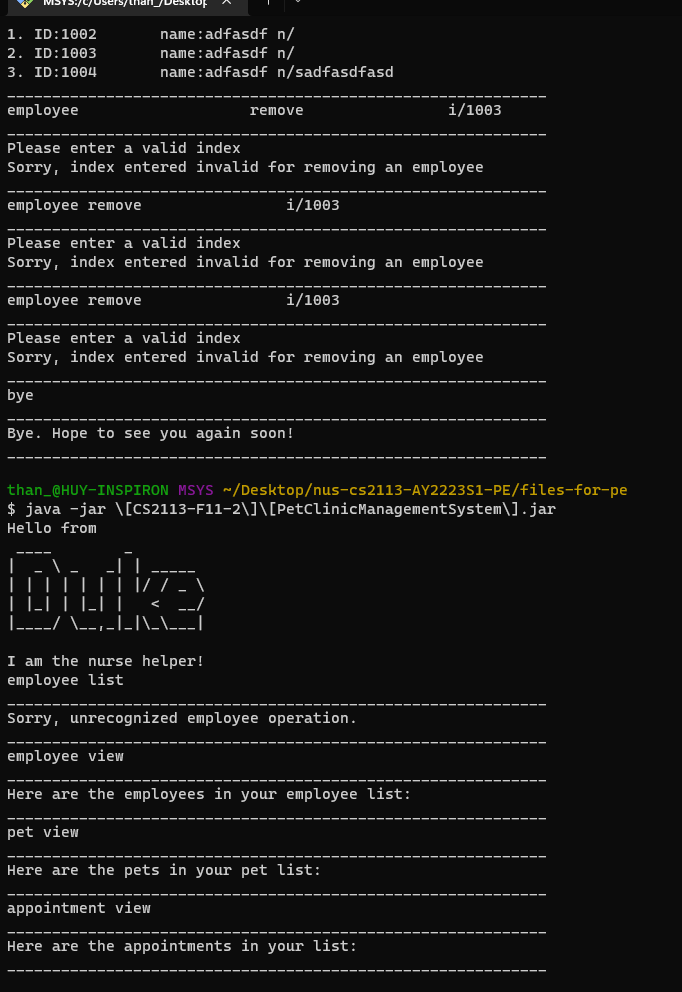 MSYS:/c/Users/than_/Desktop
1. ID:1002       name:adfasdf n/
2. ID:1003       name:adfasdf n/
3. ID:1004       name:adfasdf n/sadfasdfasd
____________________________________________________________
employee                   remove                i/1003
____________________________________________________________
Please enter a valid index
Sorry, index entered invalid for removing an employee
____________________________________________________________
employee remove                i/1003
____________________________________________________________
Please enter a valid index
Sorry, index entered invalid for removing an employee
____________________________________________________________
employee remove                i/1003
____________________________________________________________
Please enter a valid index
Sorry, index entered invalid for removing an employee
____________________________________________________________
bye
____________________________________________________________
Bye. Hope to see you again soon!
____________________________________________________________
than_@HUY-INSPIRON MSYS ~/Desktop/nus-cs2113-AY2223S1-PE/files-for-pe
$ java -jar \[CS2113-F11-2\]\[PetClinicManagementSystem\].jar
Hello from
 ____        _
|  _ \ _   _| | _____
| | | | | | | |/ / _ \
| |_| | |_| |   <  __/
|____/ \__,_|_|\_\___|
I am the nurse helper!
employee list
____________________________________________________________
Sorry, unrecognized employee operation.
____________________________________________________________
employee view
____________________________________________________________
Here are the employees in your employee list:
____________________________________________________________
pet view
____________________________________________________________
Here are the pets in your pet list:
____________________________________________________________
appointment view
____________________________________________________________
Here are the appointments in your list:
____________________________________________________________